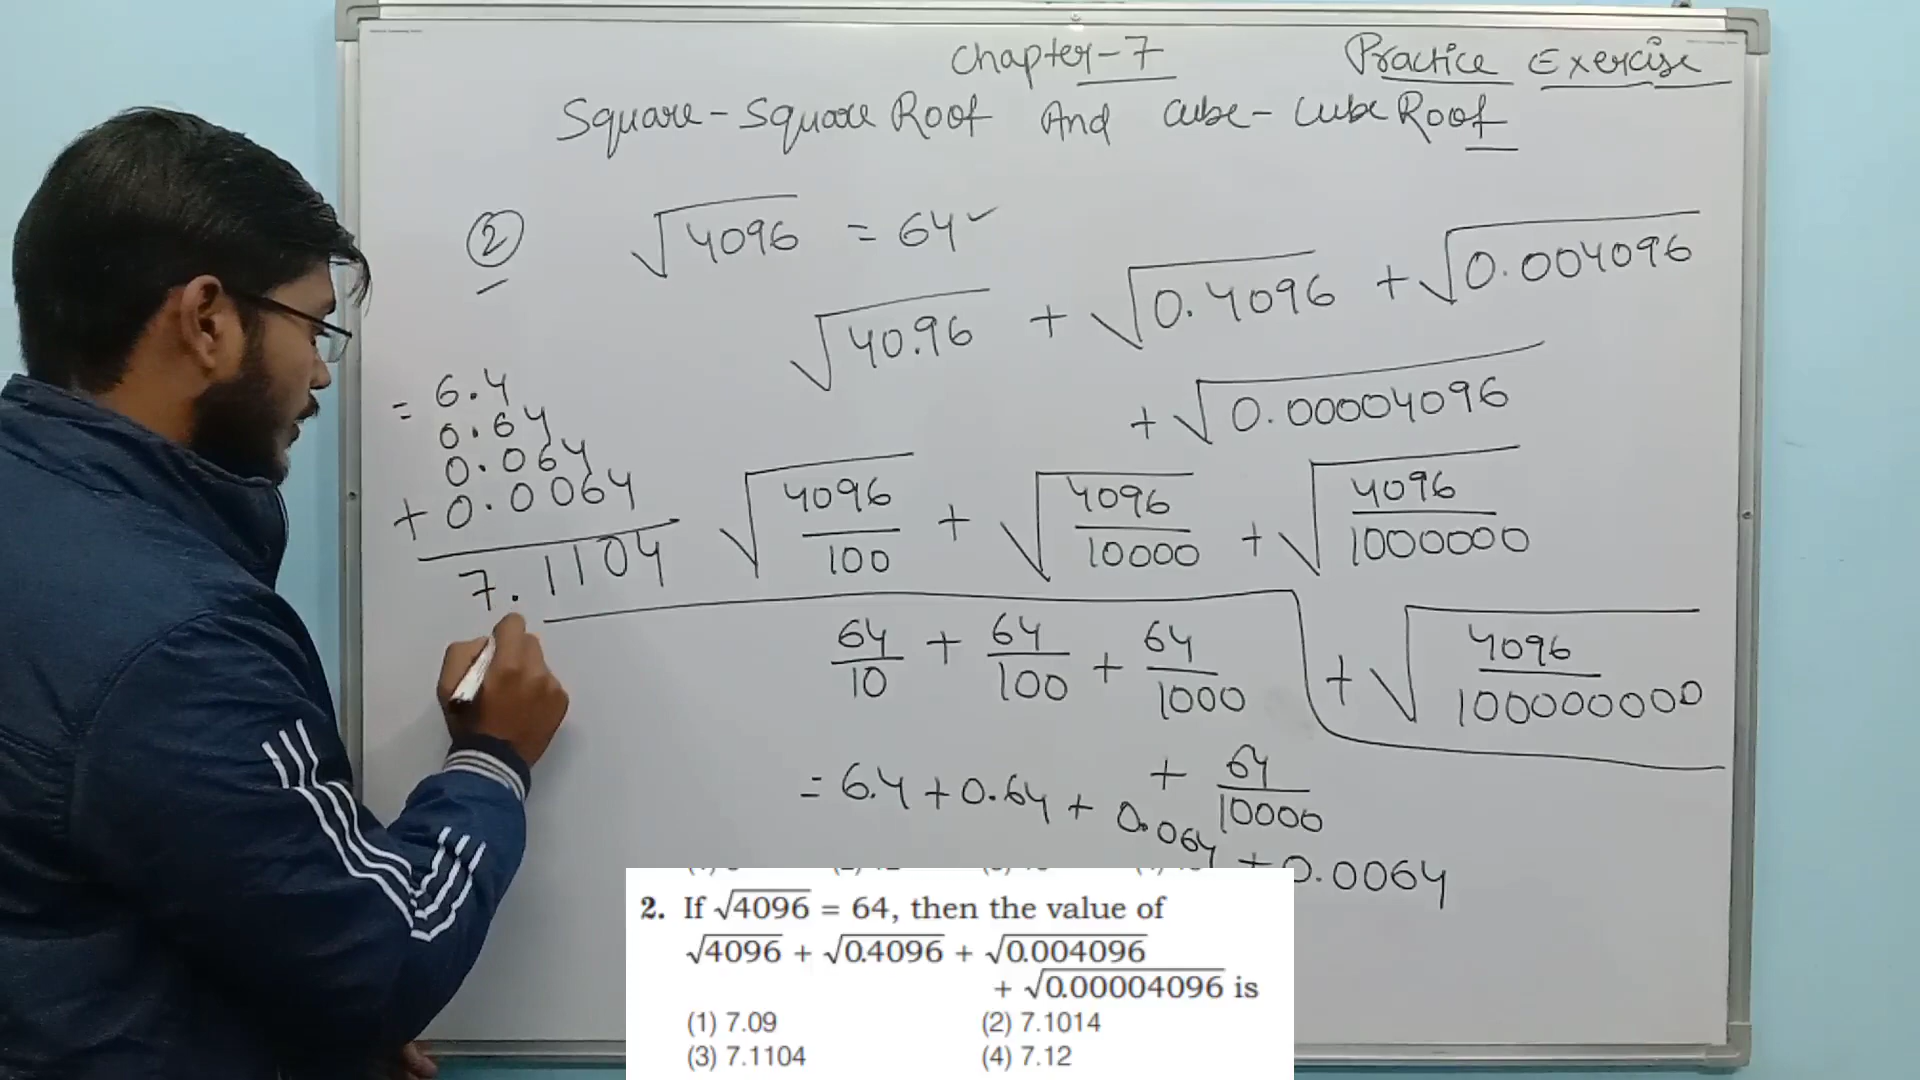 Chapter-7
Practice Exercise
Square-Square Root And Cube-Cube Root
② √4096 = 64 ✓
√40.96 + √0.4096 + √0.004096
+ √0.00004096
= 6.4
0.64
0.064
+ 0.0064
7.1104
√4096/100 + √4096/10000 + √4096/1000000
+ √4096/100000000
64/10 + 64/100 + 64/1000
+ 64/10000
= 6.4 + 0.64 + 0.064 + 0.0064
2. If √4096 = 64, then the value of
√4096 + √0.4096 + √0.004096
+ √0.00004096 is
(1) 7.09 (2) 7.1014
(3) 7.1104 (4) 7.12